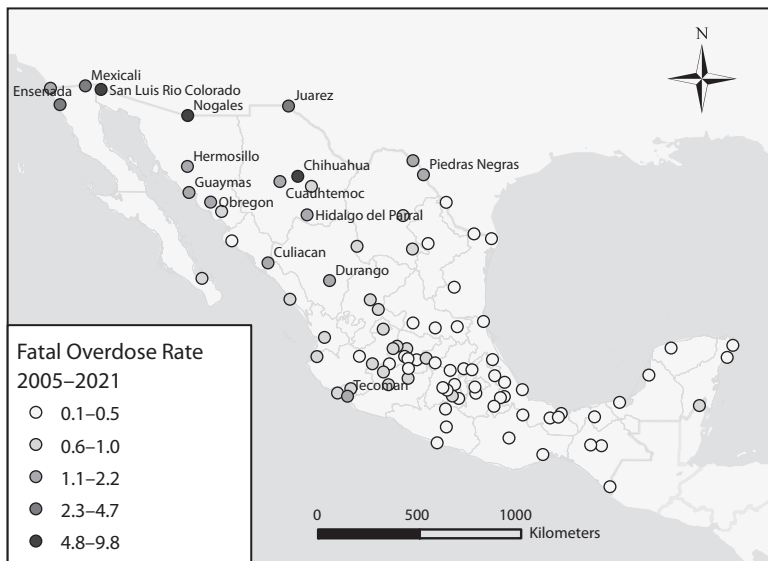 N
Mexicali
San Luis Rio Colorado
Ensenada
Nogales
Juarez
Hermosillo
Chihuahua
Piedras Negras
Guaymas
Cuauhtemoc
Obregon
Hidalgo del Parral
Culiacan
Durango
Tecoman
Fatal Overdose Rate
2005–2021
0.1–0.5
0.6–1.0
1.1–2.2
2.3–4.7
4.8–9.8
0 500 1000
Kilometers